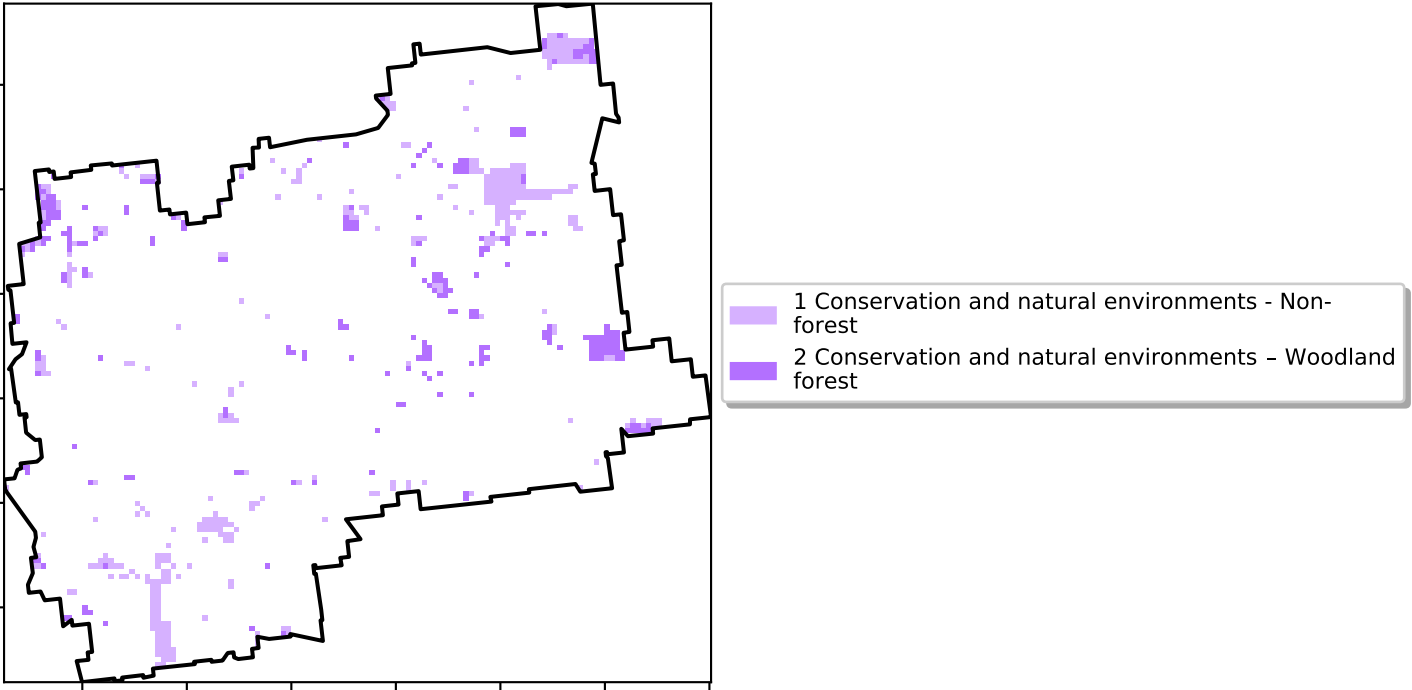 1 Conservation and natural environments - Non-
forest
2 Conservation and natural environments – Woodland
forest